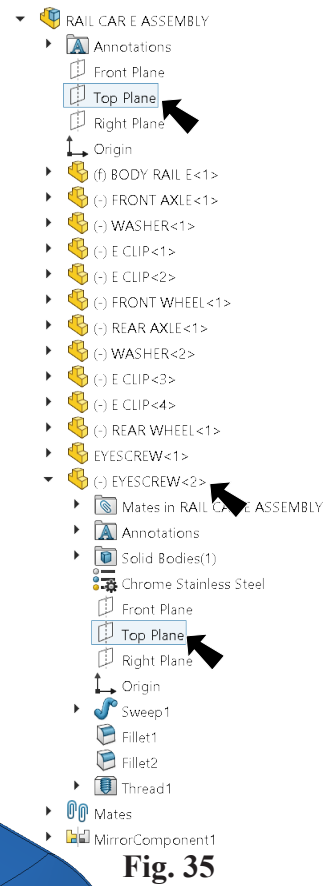 RAIL CAR E ASSEMBLY
Annotations
Front Plane
Top Plane
Right Plane
Origin
(f) BODY RAIL E<1>
(-) FRONT AXLE<1>
(-) WASHER<1>
(-) E CLIP<1>
(-) E CLIP<2>
(-) FRONT WHEEL<1>
(-) REAR AXLE<1>
(-) WASHER<2>
(-) E CLIP<3>
(-) E CLIP<4>
(-) REAR WHEEL<1>
EYESCREW<1>
(-) EYESCREW<2>
Mates in RAIL CAR E ASSEMBLY
Annotations
Solid Bodies(1)
Chrome Stainless Steel
Front Plane
Top Plane
Right Plane
Origin
Sweep1
Fillet1
Fillet2
Thread1
Mates
MirrorComponent1
Fig. 35